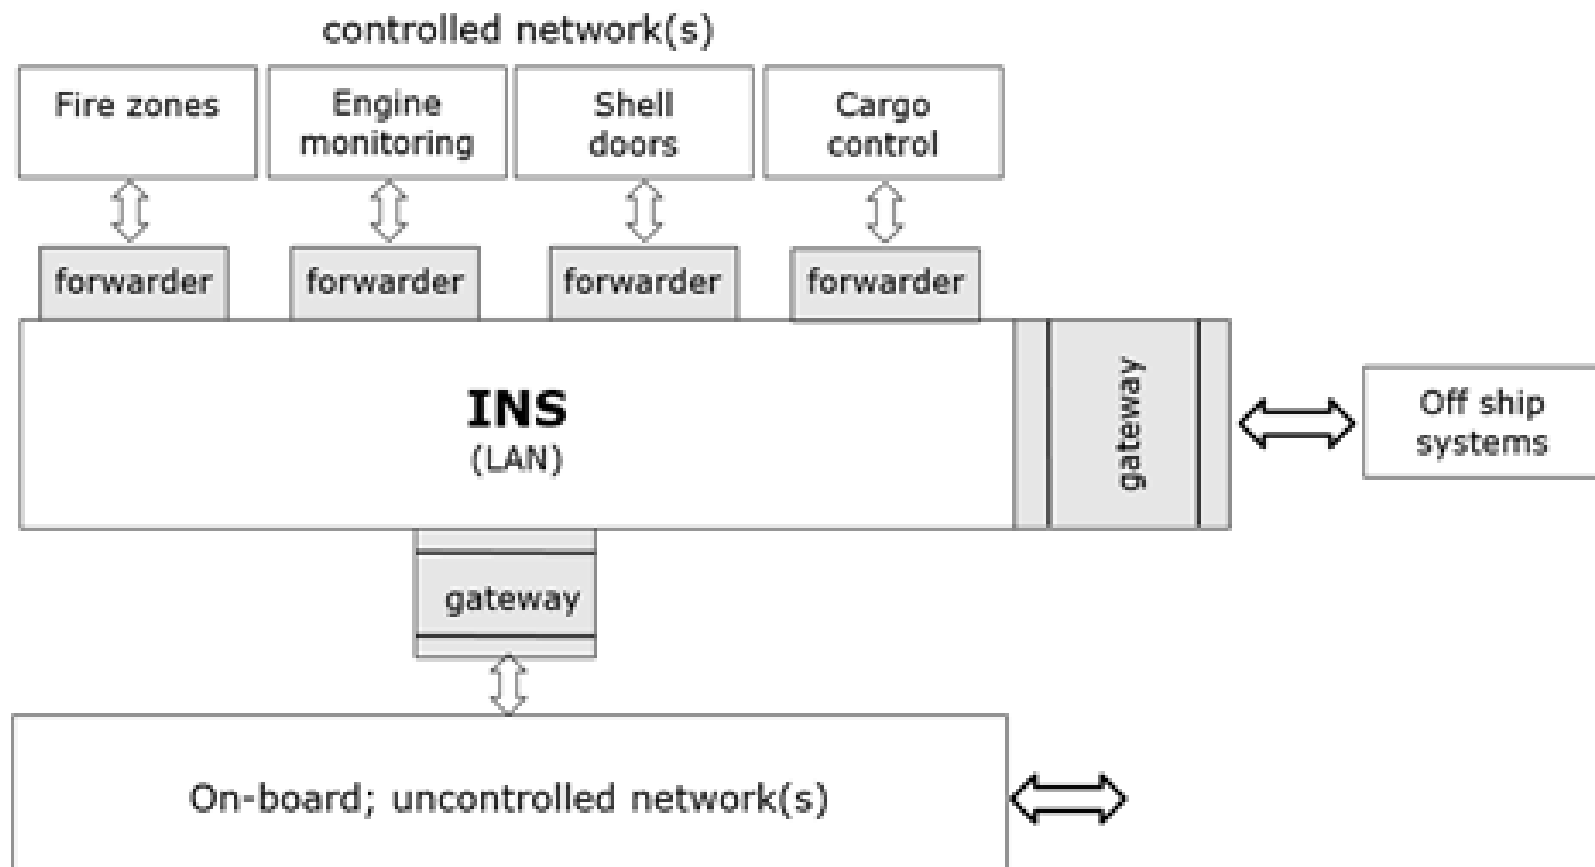 controlled network(s)
Fire zones
Engine
monitoring
Shell
doors
Cargo
control
forwarder
forwarder
forwarder
forwarder
INS
(LAN)
gateway
Off ship
systems
gateway
On-board; uncontrolled network(s)